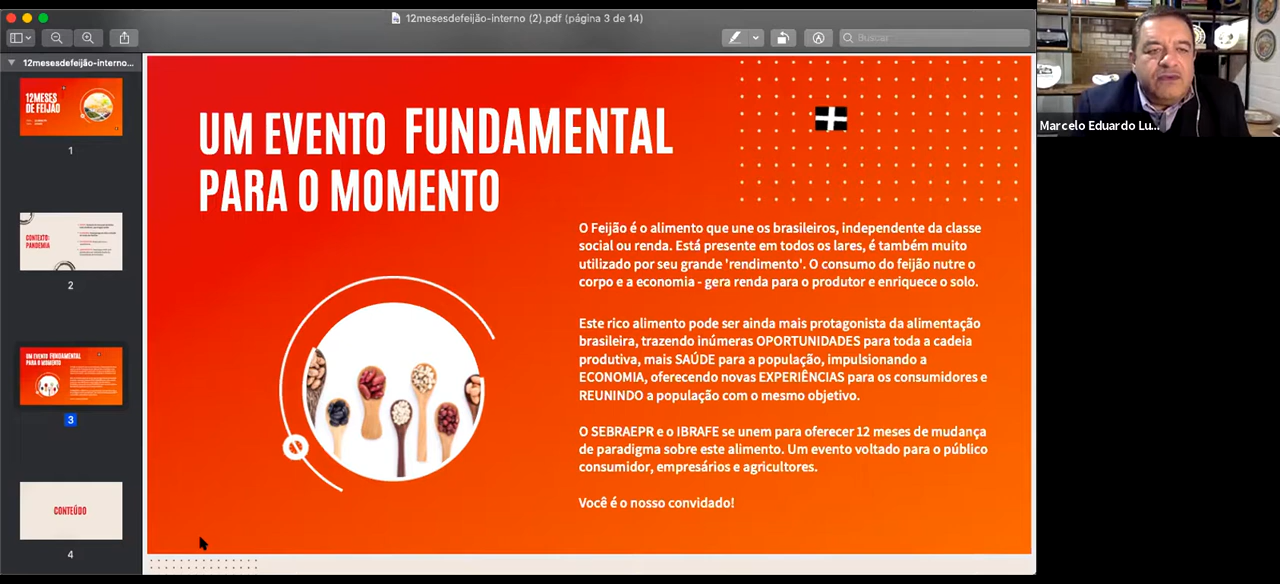 12mesesdefeijão-interno (2).pdf (página 3 de 14)
Buscar
12mesesdefeijão-interno...
12MESES
DE FEIJÃO
1
CONTEXTO:
PANDEMIA
2
UM EVENTO FUNDAMENTAL
PARA O MOMENTO
3
CONTEÚDO
4
UM EVENTO FUNDAMENTAL
PARA O MOMENTO
O Feijão é o alimento que une os brasileiros, independente da classe
social ou renda. Está presente em todos os lares, é também muito
utilizado por seu grande 'rendimento'. O consumo do feijão nutre o
corpo e a economia - gera renda para o produtor e enriquece o solo.
Este rico alimento pode ser ainda mais protagonista da alimentação
brasileira, trazendo inúmeras OPORTUNIDADES para toda a cadeia
produtiva, mais SAÚDE para a população, impulsionando a
ECONOMIA, oferecendo novas EXPERIÊNCIAS para os consumidores e
REUNINDO a população com o mesmo objetivo.
O SEBRAEPR e o IBRAFE se unem para oferecer 12 meses de mudança
de paradigma sobre este alimento. Um evento voltado para o público
consumidor, empresários e agricultores.
Você é o nosso convidado!
Marcelo Eduardo Lu...